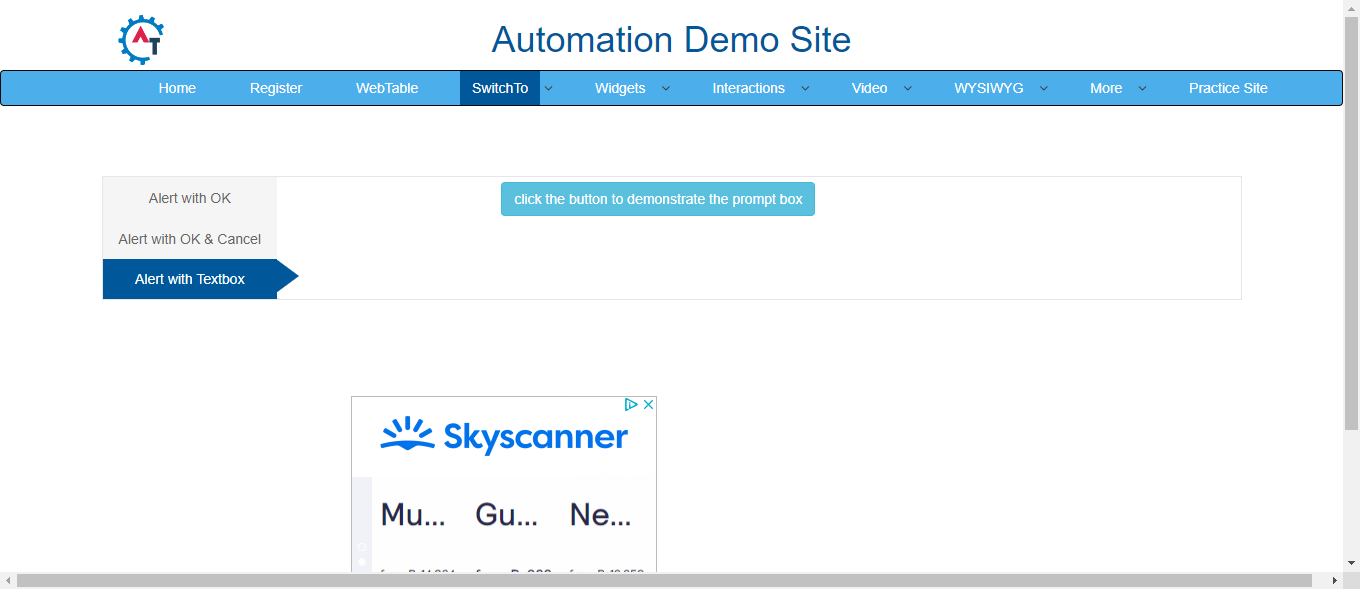 AT
Automation Demo Site
Home Register WebTable SwitchTo Widgets Interactions Video WYSIWYG More Practice Site
Alert with OK
click the button to demonstrate the prompt box
Alert with OK & Cancel
Alert with Textbox
Skyscanner
Mu... Gu... Ne...